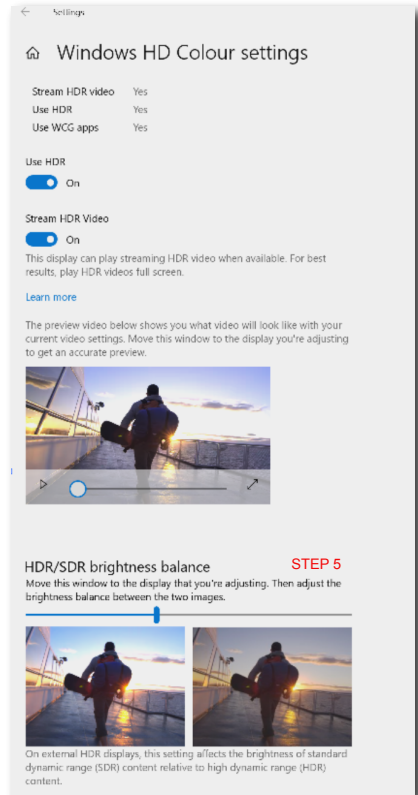 Settings
Windows HD Colour settings
Stream HDR video Yes
Use HDR Yes
Use WCG apps Yes
Use HDR
On
Stream HDR Video
On
This display can play streaming HDR video when available. For best
results, play HDR videos full screen.
Learn more
The preview video below shows you what video will look like with your
current video settings. Move this window to the display you're adjusting
to get an accurate preview.
HDR/SDR brightness balance STEP 5
Move this window to the display that you're adjusting. Then adjust the
brightness balance between the two images.
On external HDR displays, this setting affects the brightness of standard
dynamic range (SDR) content relative to high dynamic range (HDR)
content.